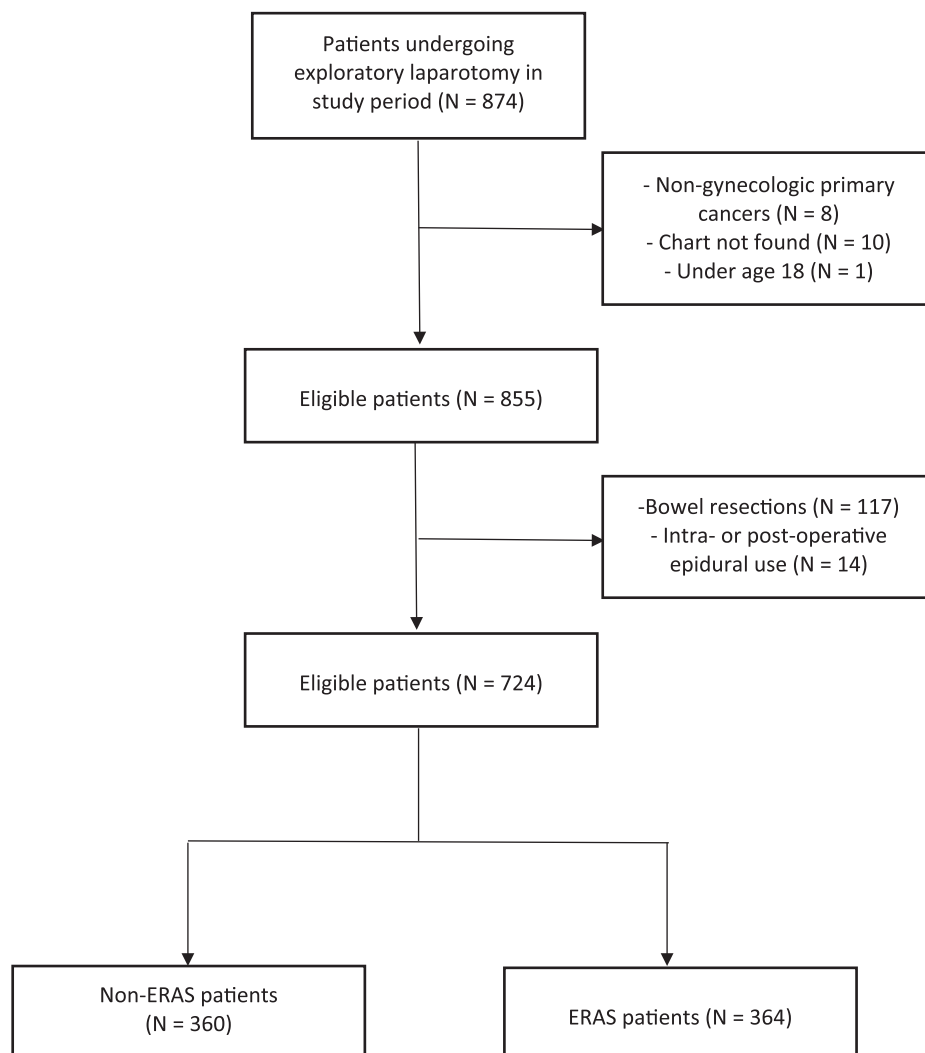 Patients undergoing
exploratory laparotomy in
study period (N = 874)
- Non-gynecologic primary
cancers (N = 8)
- Chart not found (N = 10)
- Under age 18 (N = 1)
Eligible patients (N = 855)
-Bowel resections (N = 117)
- Intra- or post-operative
epidural use (N = 14)
Eligible patients (N = 724)
Non-ERAS patients
(N = 360)
ERAS patients (N = 364)